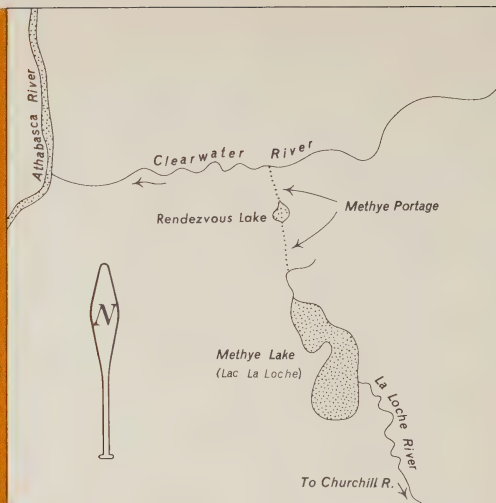 Athabasca River
Clearwater River
Rendezvous Lake
Methye Portage
N
Methye Lake
(Lac La Loche)
La Loche River
To Churchill R.